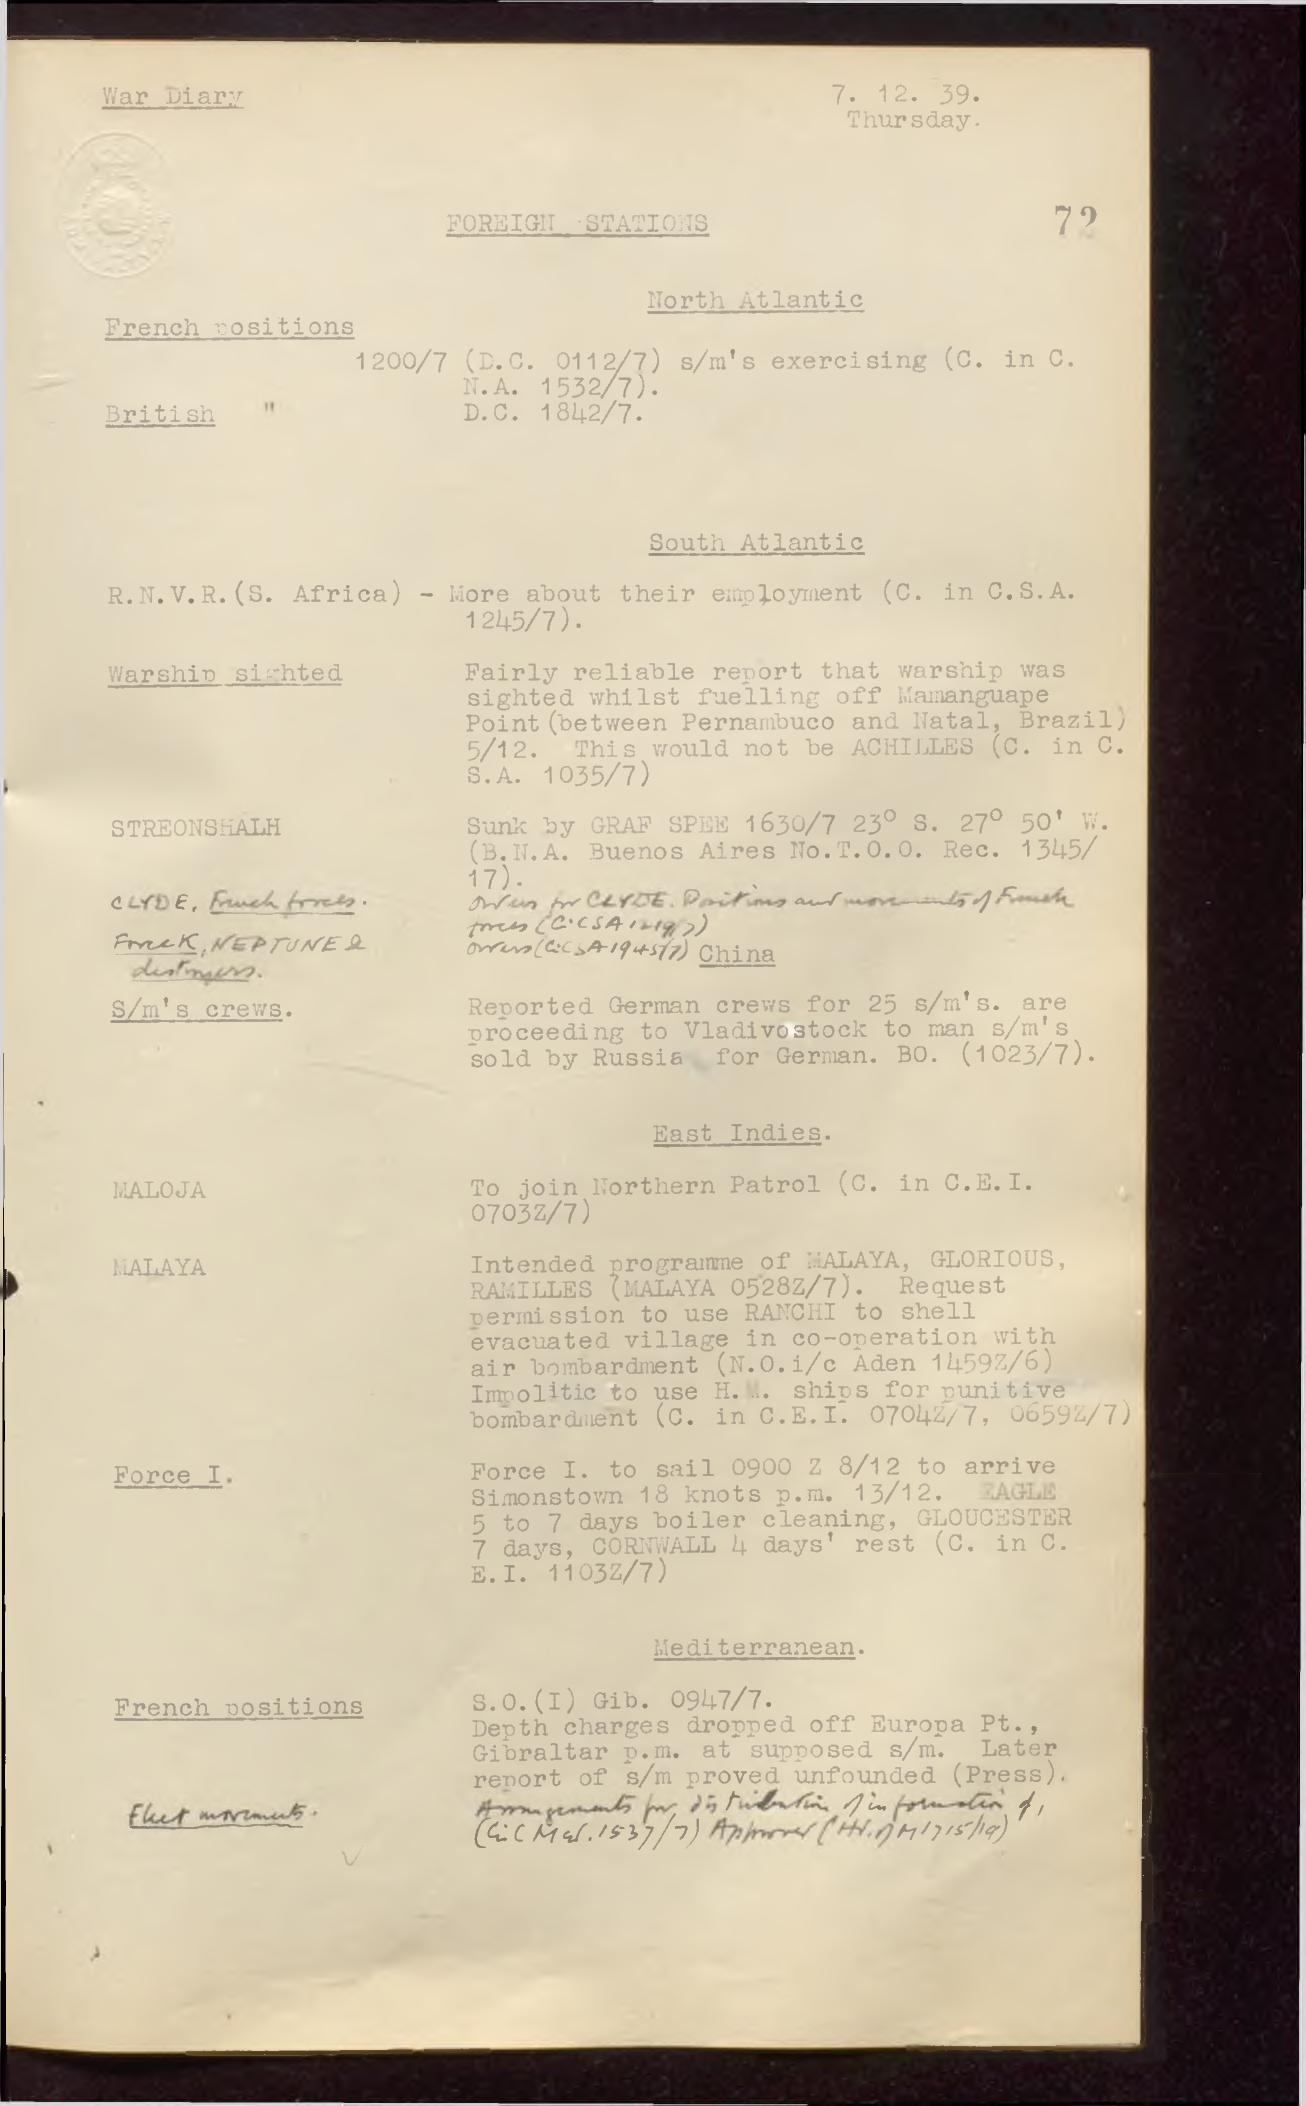 War Diary
7. 12. 39.
Thursday.
FOREIGN STATIONS
72
North Atlantic
French positions
1200/7 (D.C. 0112/7) s/m's exercising (C. in C.
N.A. 1532/7).
British " D.C. 1842/7.
South Atlantic
R.N.V.R.(S. Africa) - More about their employment (C. in C.S.A.
1245/7).
Warship sighted Fairly reliable report that warship was
sighted whilst fuelling off Mamanguape
Point (between Pernambuco and Natal, Brazil)
5/12. This would not be ACHILLES (C. in C.
S.A. 1035/7)
STREONSHALH Sunk by GRAF SPEE 1630/7 23° S. 27° 50' W.
(B.N.A. Buenos Aires No.T.O.O. Rec. 1345/
17).
CLYDE, French forces. Orders for CLYDE. Positions and movements of French
forces (C in C SA 1219/7)
Force K, NEPTUNE & Orders (C in C SA 1945/7)
destroyers.
China
S/m's crews. Reported German crews for 25 s/m's. are
proceeding to Vladivostock to man s/m's
sold by Russia for German. BO. (1023/7).
East Indies.
MALOJA To join Northern Patrol (C. in C.E.I.
0703Z/7)
MALAYA Intended programme of MALAYA, GLORIOUS,
RAMILLES (MALAYA 0528Z/7). Request
permission to use RANCHI to shell
evacuated village in co-operation with
air bombardment (N.O.i/c Aden 1459Z/6)
Impolitic to use H.M. ships for punitive
bombardment (C. in C.E.I. 0704Z/7, 0659Z/7)
Force I. Force I. to sail 0900 Z 8/12 to arrive
Simonstown 18 knots p.m. 13/12. EAGLE
5 to 7 days boiler cleaning, GLOUCESTER
7 days, CORNWALL 4 days' rest (C. in C.
E.I. 1103Z/7)
Mediterranean.
French positions S.O.(I) Gib. 0947/7.
Depth charges dropped off Europa Pt.,
Gibraltar p.m. at supposed s/m. Later
report of s/m proved unfounded (Press).
Fleet movements. Arrangements for distribution of information of,
(C in C Med. 1537/7) Approved